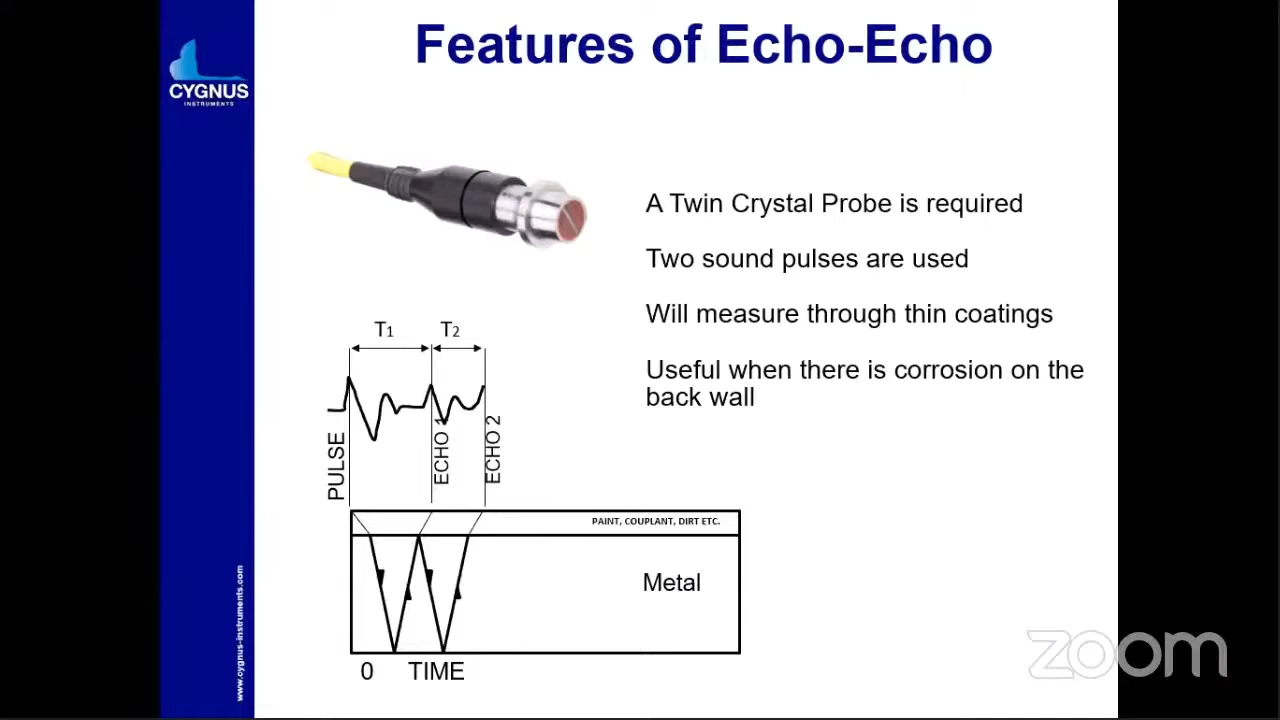 Features of Echo-Echo
CYGNUS
INSTRUMENTS
A Twin Crystal Probe is required
Two sound pulses are used
Will measure through thin coatings
Useful when there is corrosion on the
back wall
T1
T2
PULSE
ECHO 1
ECHO 2
PAINT, COUPLANT, DIRT ETC.
Metal
0 TIME
www.cygnus-instruments.com
zoom